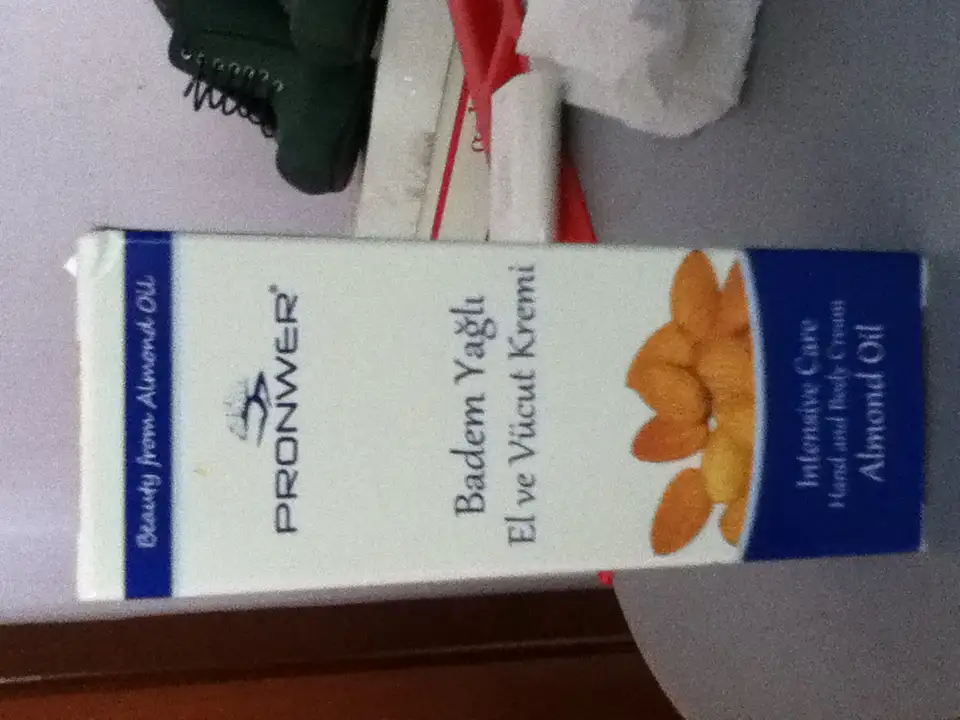 Beauty from Almond Oil
PRONWER®
Badem Yağlı
El ve Vücut Kremi
Intensive Care
Hand and Body Cream
Almond Oil